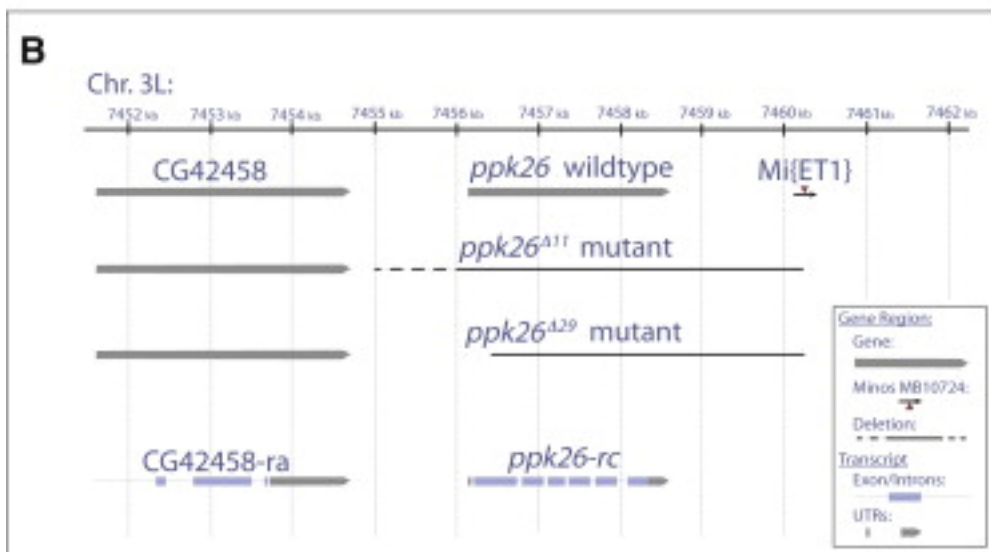 B
Chr. 3L:
7452 kb 7453 kb 7454 kb 7455 kb 7456 kb 7457 kb 7458 kb 7459 kb 7460 kb 7461 kb 7462 kb
CG42458 ppk26 wildtype Mi{ET1}
ppk26Δ11 mutant
ppk26Δ29 mutant
CG42458-ra ppk26-rc
Gene Region:
Gene:
Minos MB10724:
Deletion:
Transcript
Exon/Introns:
UTRs: